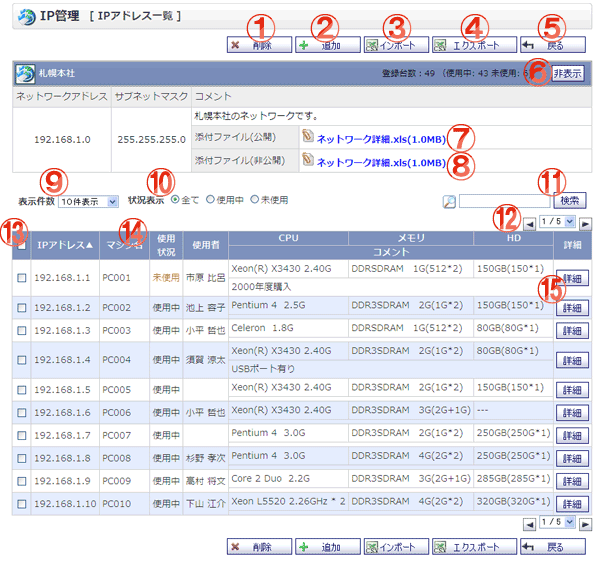 IP管理 [ IPアドレス一覧 ]
① ② ③ ④ ⑤
削除 追加 インポート エクスポート 戻る
札幌本社 登録台数：49 (使用中: 43 未使用: ⑥ 非表示
ネットワークアドレス サブネットマスク コメント
札幌本社のネットワークです。
192.168.1.0 255.255.255.0 添付ファイル(公開) ネットワーク詳細.xls(1.0MB) ⑦
添付ファイル(非公開) ネットワーク詳細.xls(1.0MB) ⑧
⑨ ⑩ ⑪
表示件数 10件表示 状況表示 全て 使用中 未使用 検索
⑫ 1 / 5
⑬ IPアドレス▲ ⑭ 使用状況 使用者 CPU メモリ HD 詳細
コメント
192.168.1.1 PC001 未使用 市原 比呂 Xeon(R) X3430 2.40G DDRSDRAM 1G(512*2) 150GB(150*1) 詳細
2000年度購入
⑮
192.168.1.2 PC002 使用中 池上 容子 Pentium 4 2.5G DDR3SDRAM 2G(1G*2) 150GB(150*1) 詳細
192.168.1.3 PC003 使用中 小平 哲也 Celeron 1.8G DDRSDRAM 1G(512*2) 80GB(80G*1) 詳細
192.168.1.4 PC004 使用中 須賀 涼太 Xeon(R) X3430 2.40G DDR3SDRAM 2G(1G*2) 80GB(80G*1) 詳細
USBポート有り
192.168.1.5 PC005 使用中 Xeon(R) X3430 2.40G DDR3SDRAM 2G(1G*2) 150GB(150*1) 詳細
192.168.1.6 PC006 使用中 小平 哲也 Xeon(R) X3430 2.40G DDR3SDRAM 3G(2G+1G) --- 詳細
192.168.1.7 PC007 使用中 Pentium 4 3.0G DDR3SDRAM 2G(1G*2) 250GB(250G*1) 詳細
192.168.1.8 PC008 使用中 杉野 孝次 Pentium 4 3.0G DDR3SDRAM 4G(2G*2) 250GB(250G*1) 詳細
192.168.1.9 PC009 使用中 高村 将文 Core 2 Duo 2.2G DDR3SDRAM 3G(2G+1G) 285GB(285G*1) 詳細
192.168.1.10 PC010 使用中 下山 江介 Xeon L5520 2.26GHz * 2 DDR3SDRAM 4G(2G*2) 320GB(320G*1) 詳細
1 / 5
削除 追加 インポート エクスポート 戻る